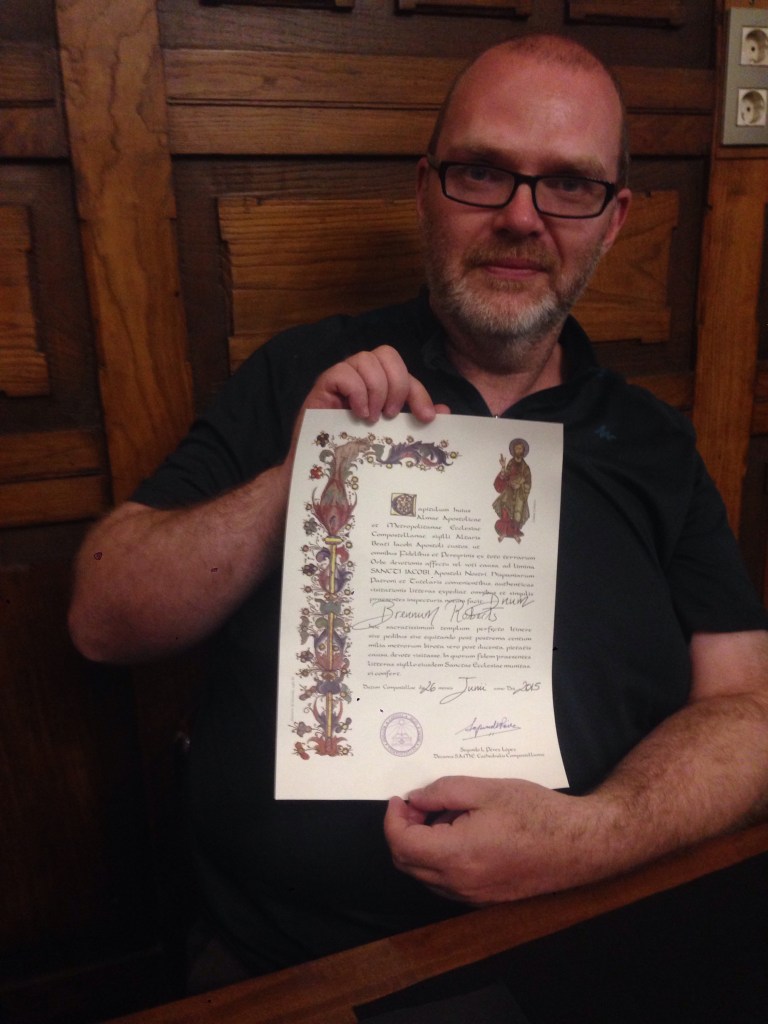 Capitulum huius
Almae Apostolicae
et Metropolitanae Ecclesiae
Compostellanae sigilli Altaris
Beati Iacobi Apostoli custos ut
omnibus Fidelibus et Peregrinis ex toto terrarum
Orbe, devotionis affectu vel voti causa, ad limina
SANCTI IACOBI, Apostoli Nostri Hispaniarum
Patroni et Tutelaris convenientibus, authenticas
visitationis litteras expediat, omnibus et singulis
praesentes inspecturis, notum facit: Dnum
Brennum Roberts
hoc sacratissimum templum, perfecto Itinere
sive pedibus sive equitando post postrema centum
milia metrorum, birota vero post ducenta, pietatis
causa, devote visitasse. In quorum fidem praesentes
litteras, sigillo eiusdem Sanctae Ecclesiae munitas,
ei confero.
Datum Compostellae die 26 mensis Junii anno Dni 2015
Segundo L. Pérez López
Decanus S.A.M.E. Cathedralis Compostellanae